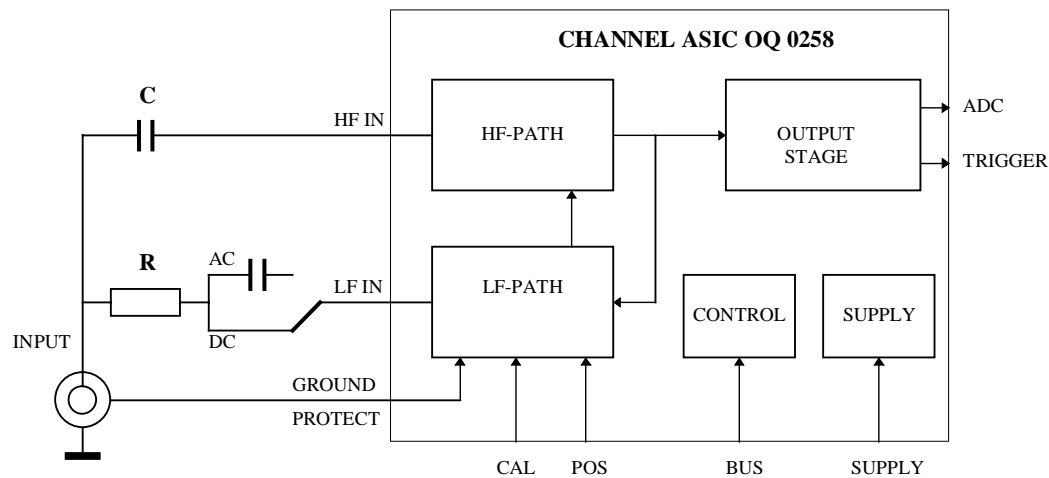 CHANNEL ASIC OQ 0258
C
HF IN
HF-PATH
OUTPUT
STAGE
ADC
TRIGGER
R
AC
DC
LF IN
LF-PATH
CONTROL
SUPPLY
INPUT
GROUND
PROTECT
CAL
POS
BUS
SUPPLY